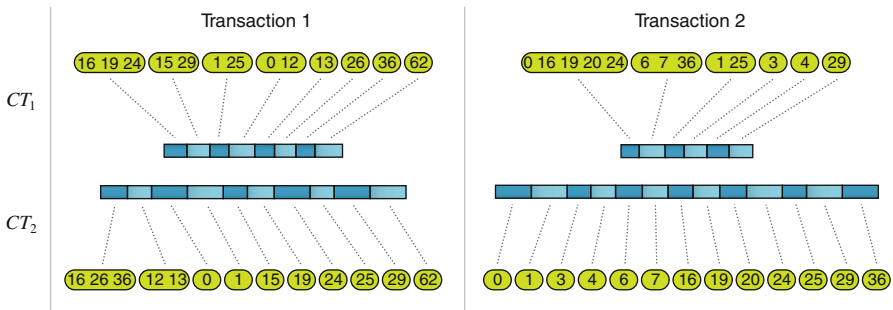 Transaction 1
Transaction 2
16 19 24 15 29 1 25 0 12 13 26 36 62
0 16 19 20 24 6 7 36 1 25 3 4 29
CT1
CT2
16 26 36 12 13 0 1 15 19 24 25 29 62
0 1 3 4 6 7 16 19 20 24 25 29 36